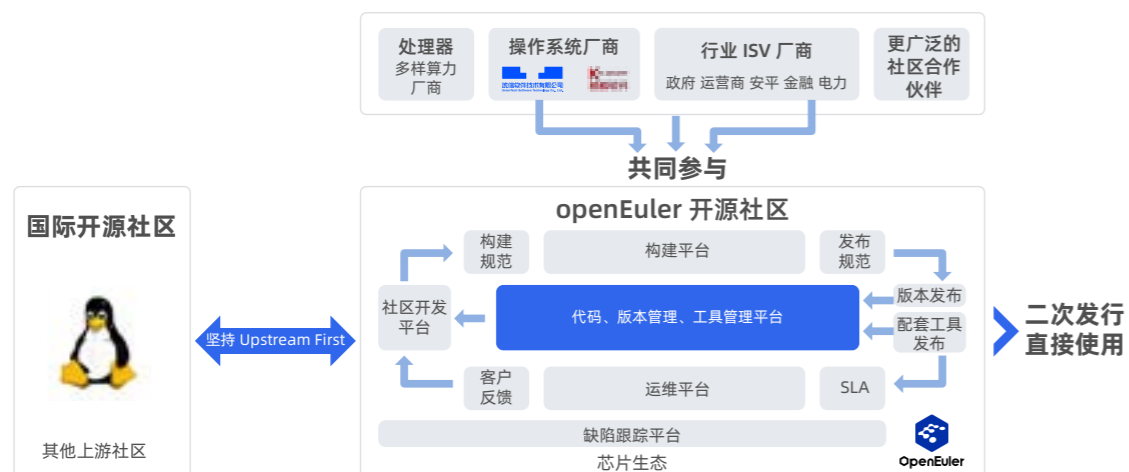 处理器
多样算力
厂商
操作系统厂商
行业 ISV 厂商
政府 运营商 安平 金融 电力
更广泛的
社区合作
伙伴
共同参与
国际开源社区
其他上游社区
坚持 Upstream First
openEuler 开源社区
构建
规范
构建平台
发布
规范
社区开发
平台
代码、版本管理、工具管理平台
版本发布
配套工具
发布
客户
反馈
运维平台
SLA
缺陷跟踪平台
芯片生态
OpenEuler
二次发行
直接使用